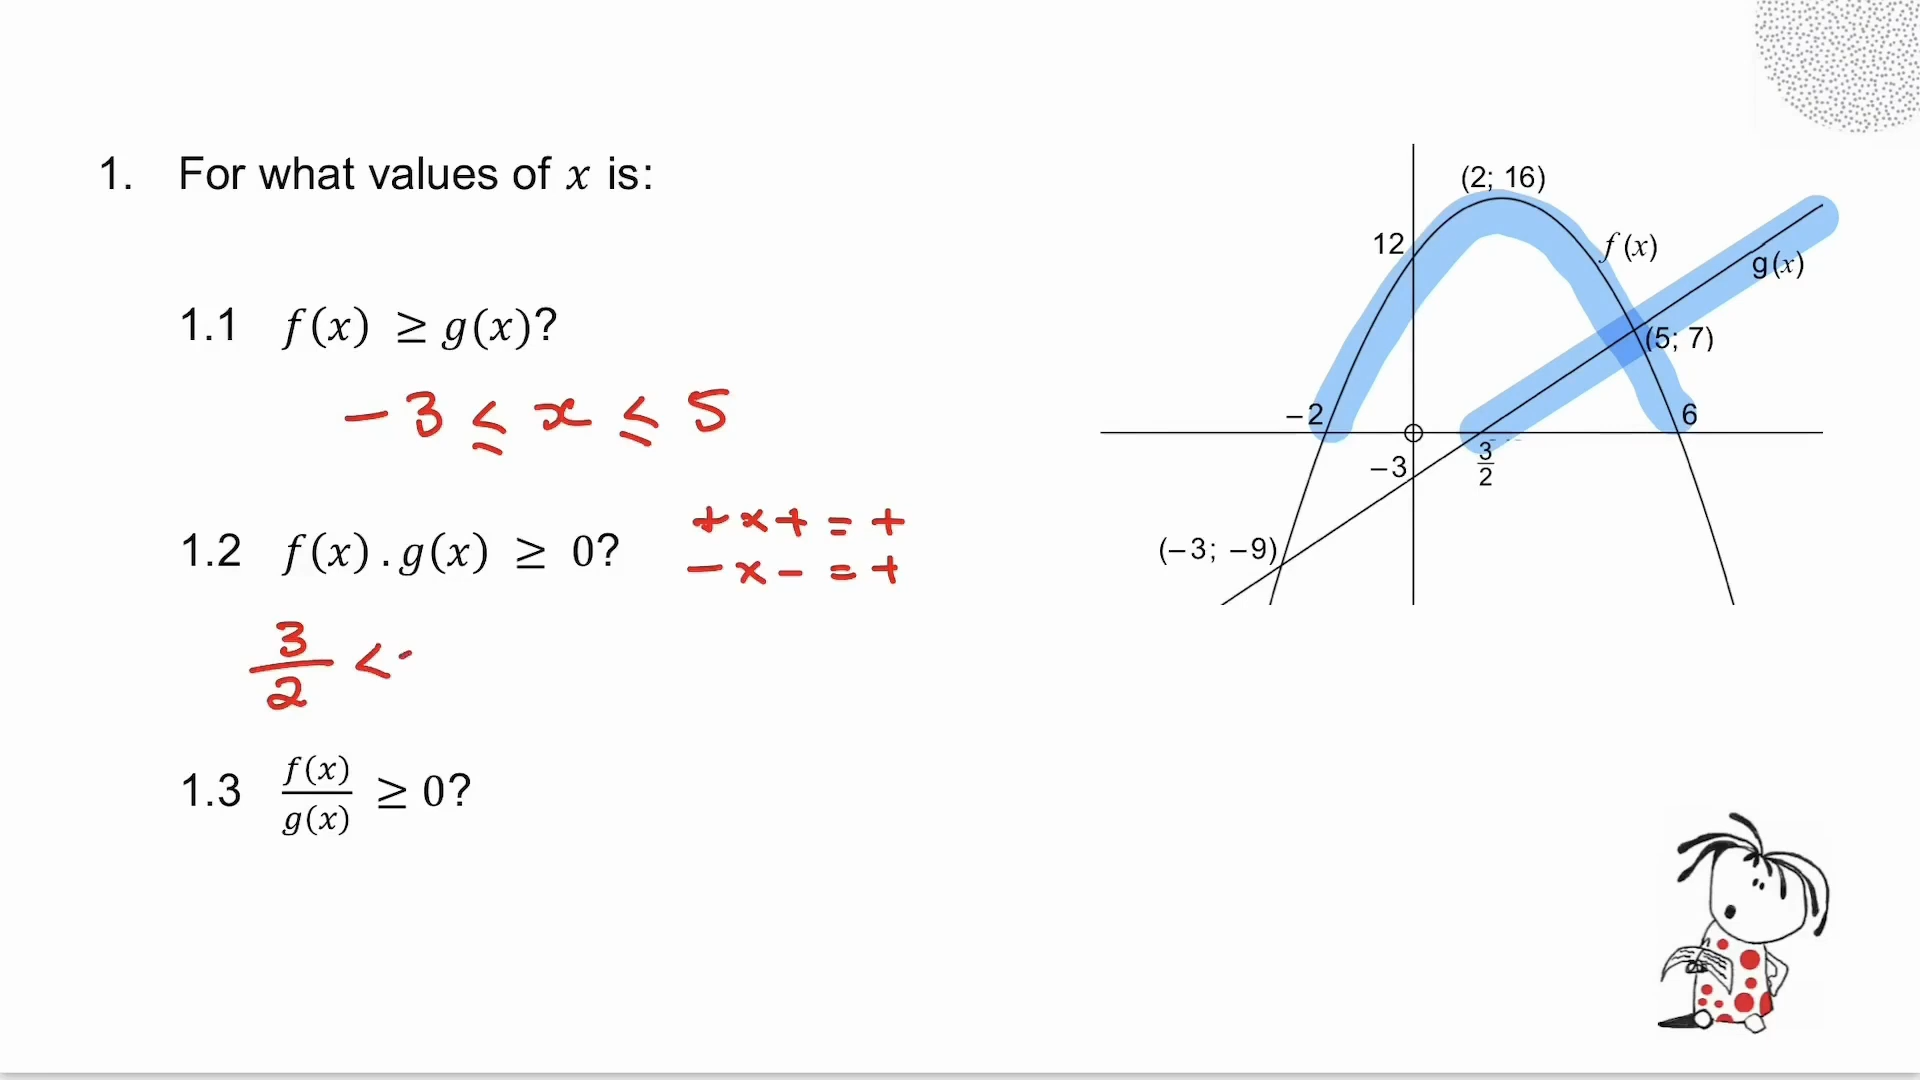 1. For what values of x is:
1.1 f(x) ≥ g(x)?
-3 ≤ x ≤ 5
1.2 f(x) . g(x) ≥ 0?
+ x + = +
- x - = +
3/2 <
1.3 f(x)/g(x) ≥ 0?
(2; 16)
12
f(x)
g(x)
(5; 7)
-2
6
-3
3/2
(-3; -9)